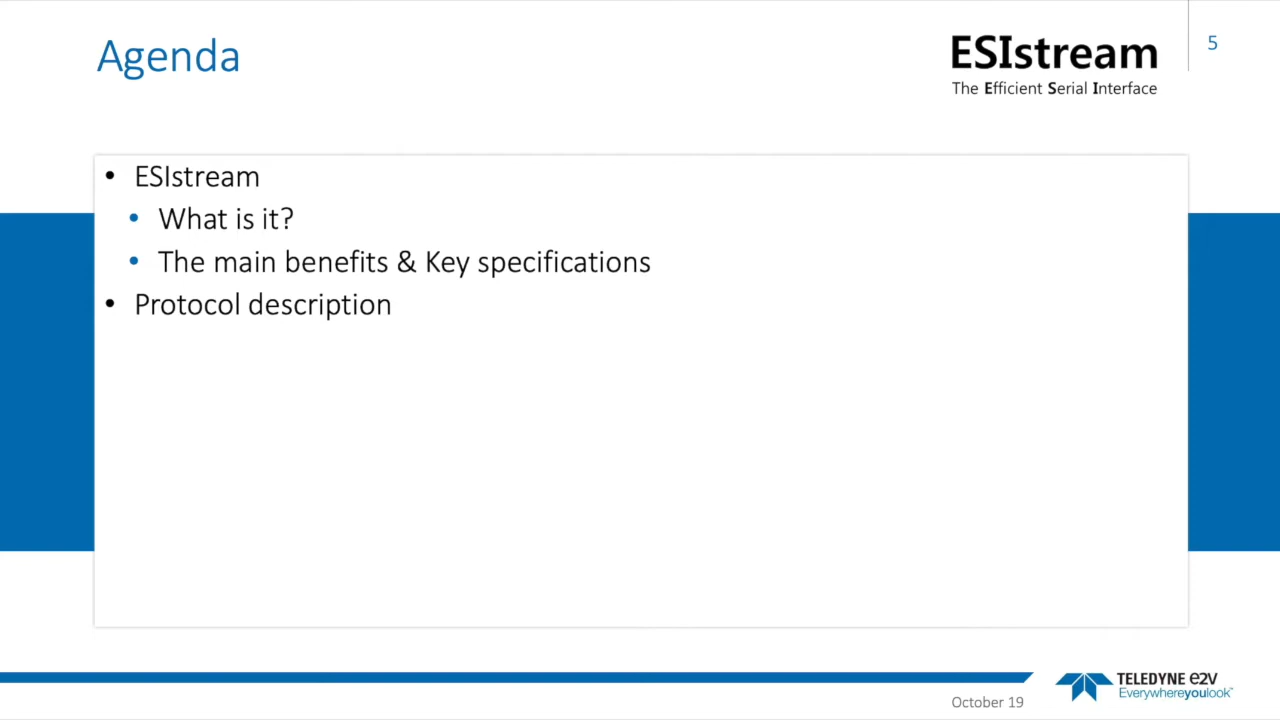 Agenda
ESIstream
The Efficient Serial Interface
5
• ESIstream
• What is it?
• The main benefits & Key specifications
• Protocol description
October 19
TELEDYNE e2v
Everywhereyoulook™